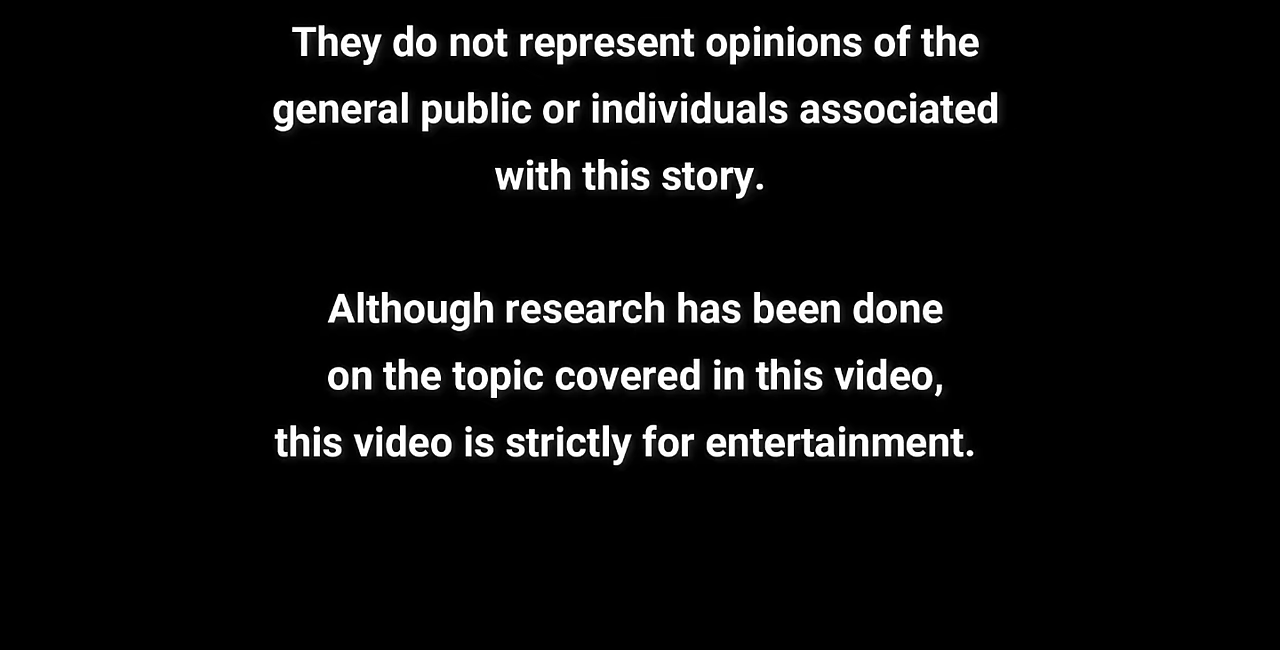 They do not represent opinions of the
general public or individuals associated
with this story.
Although research has been done
on the topic covered in this video,
this video is strictly for entertainment.